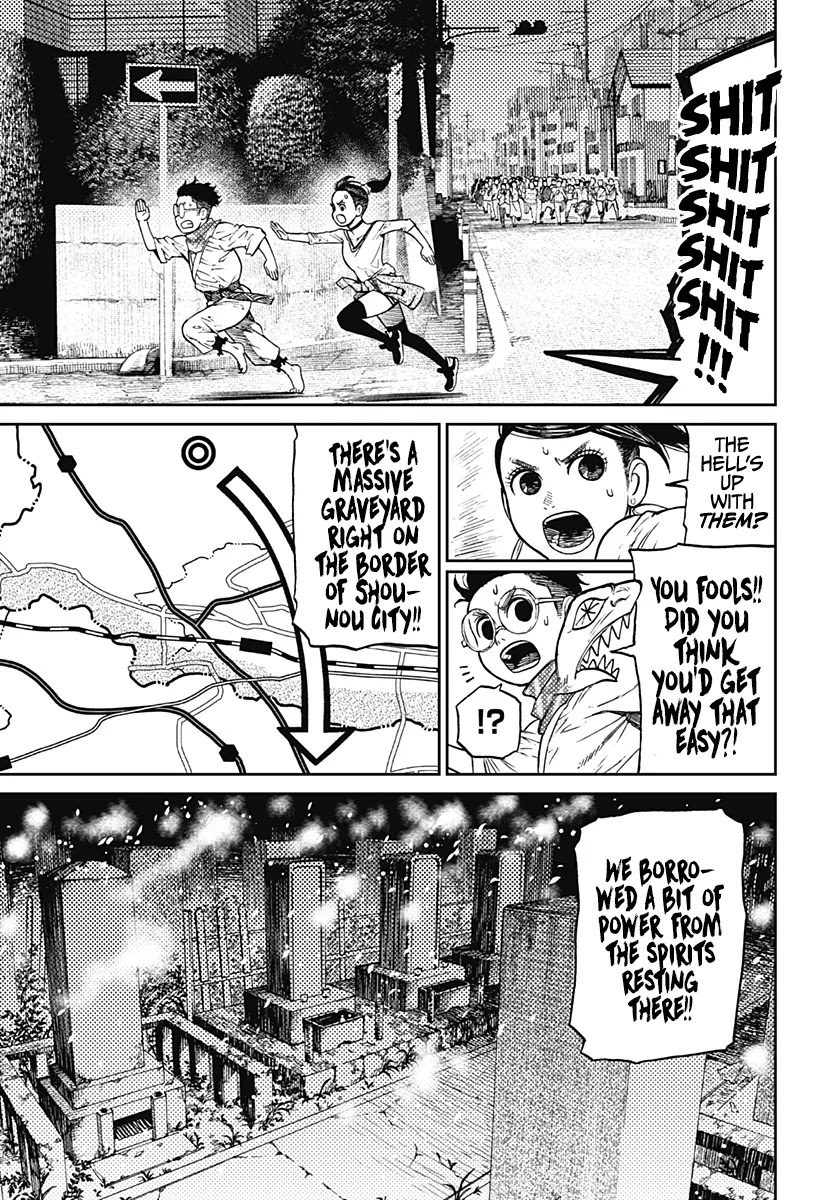 SHIT
SHIT
SHIT
SHIT
SHIT
!!!
THE
HELL'S
UP
WITH
THEM?
YOU FOOLS!!
DID YOU
THINK
YOU'D GET
AWAY THAT
EASY?!
!?
THERE'S A
MASSIVE
GRAVEYARD
RIGHT ON
THE BORDER
OF SHOU-
NOU CITY!!
WE BORRO-
WED A BIT OF
POWER FROM
THE SPIRITS
RESTING
THERE!!